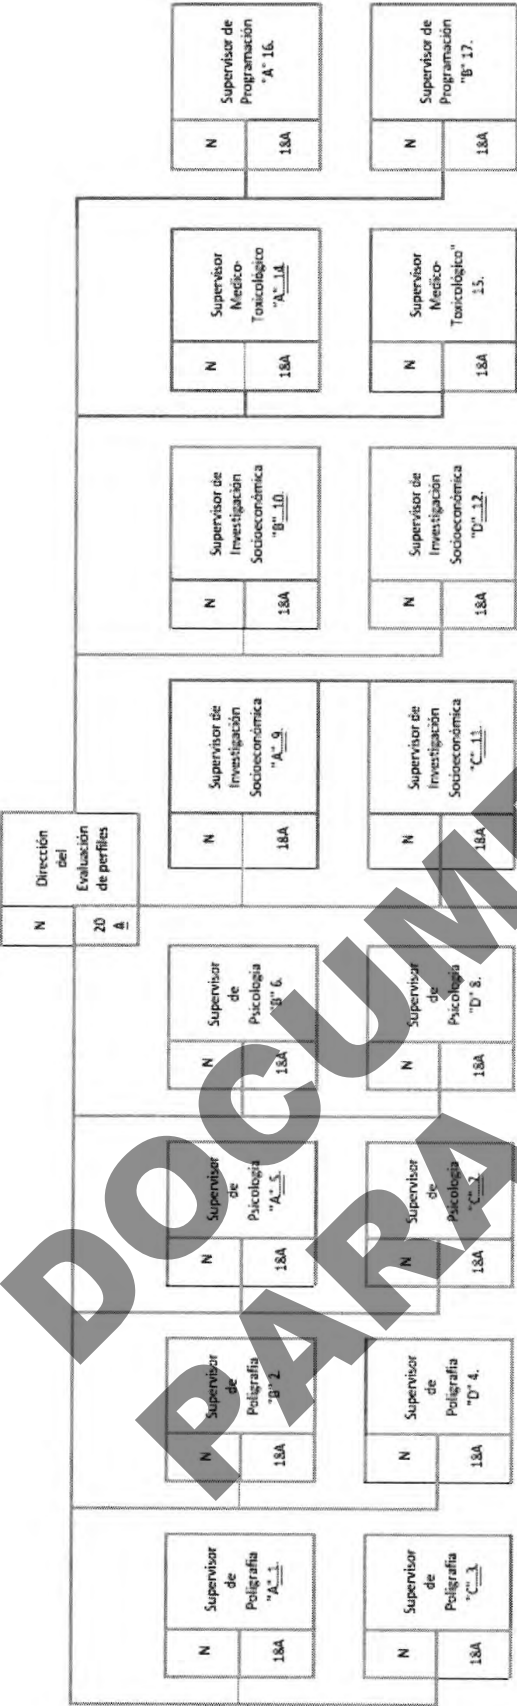 Dirección
del
Evaluación
de perfiles
N
20
A
Supervisor
de
Poligrafía
"A" 1.
N
18A
Supervisor
de
Poligrafía
"B" 2.
N
18A
Supervisor
de
Psicología
"A" 5.
N
18A
Supervisor
de
Psicología
"B" 6.
N
18A
Supervisor de
Investigación
Socioeconómica
"A" 9.
N
18A
Supervisor de
Investigación
Socioeconómica
"B" 10.
N
18A
Supervisor
Medico-
Toxicológico
"A" 14
N
18A
Supervisor de
Programación
"A" 16.
N
18A
Supervisor
de
Poligrafía
"C" 3.
N
18A
Supervisor
de
Poligrafía
"D" 4.
N
18A
Supervisor
de
Psicología
"C" 7.
N
18A
Supervisor
de
Psicología
"D" 8.
N
18A
Supervisor de
Investigación
Socioeconómica
"C" 11.
N
18A
Supervisor de
Investigación
Socioeconómica
"D" 12.
N
18A
Supervisor
Medico-
Toxicológico"
15.
N
18A
Supervisor de
Programación
"B" 17.
N
18A
DOCUME
PARA